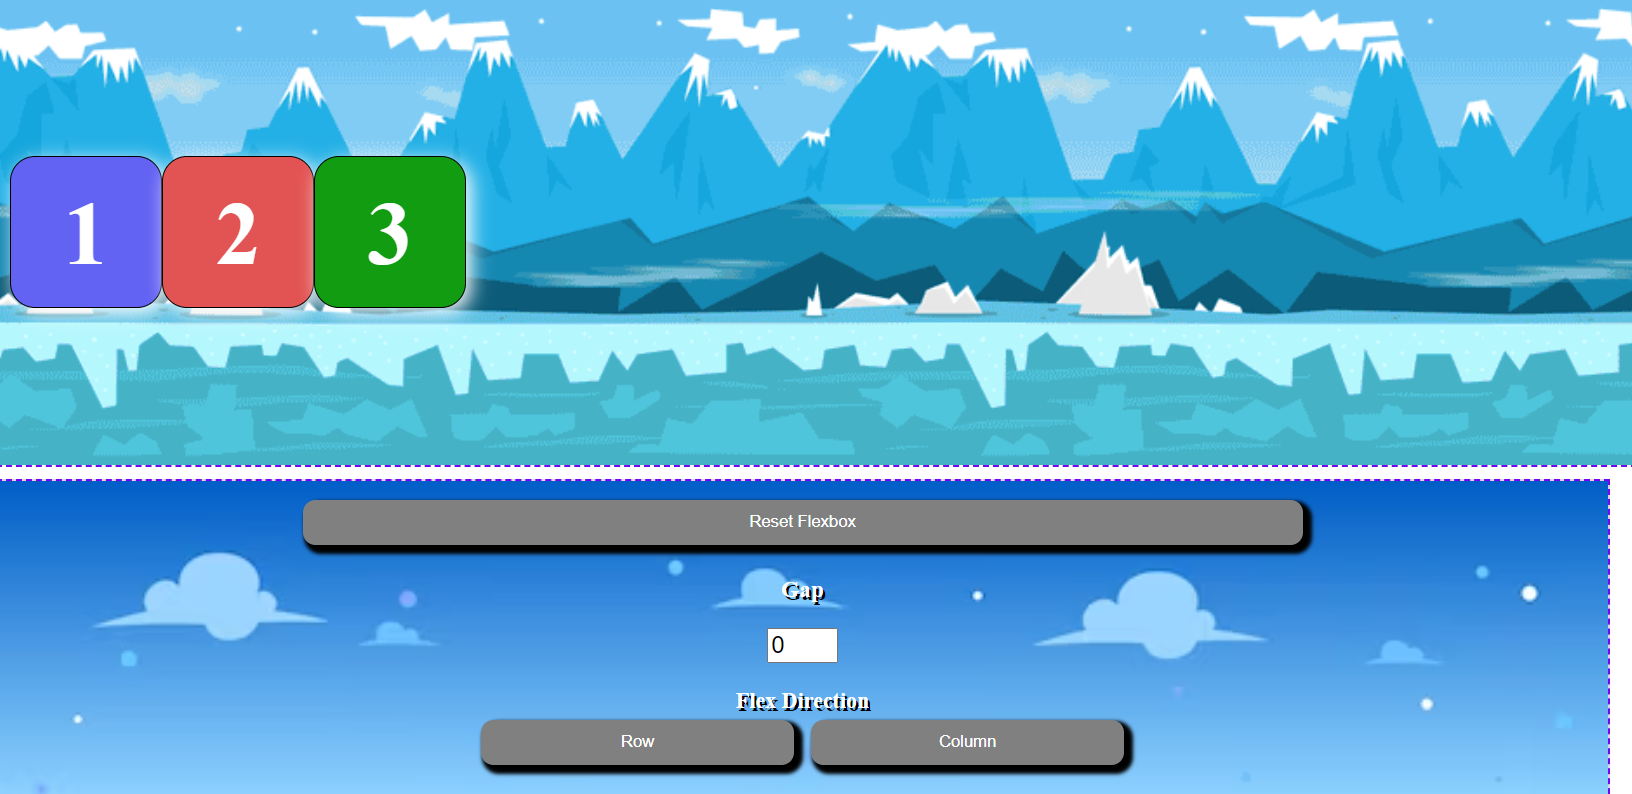 1 2 3
Reset Flexbox
Gap
0
Flex Direction
Row Column